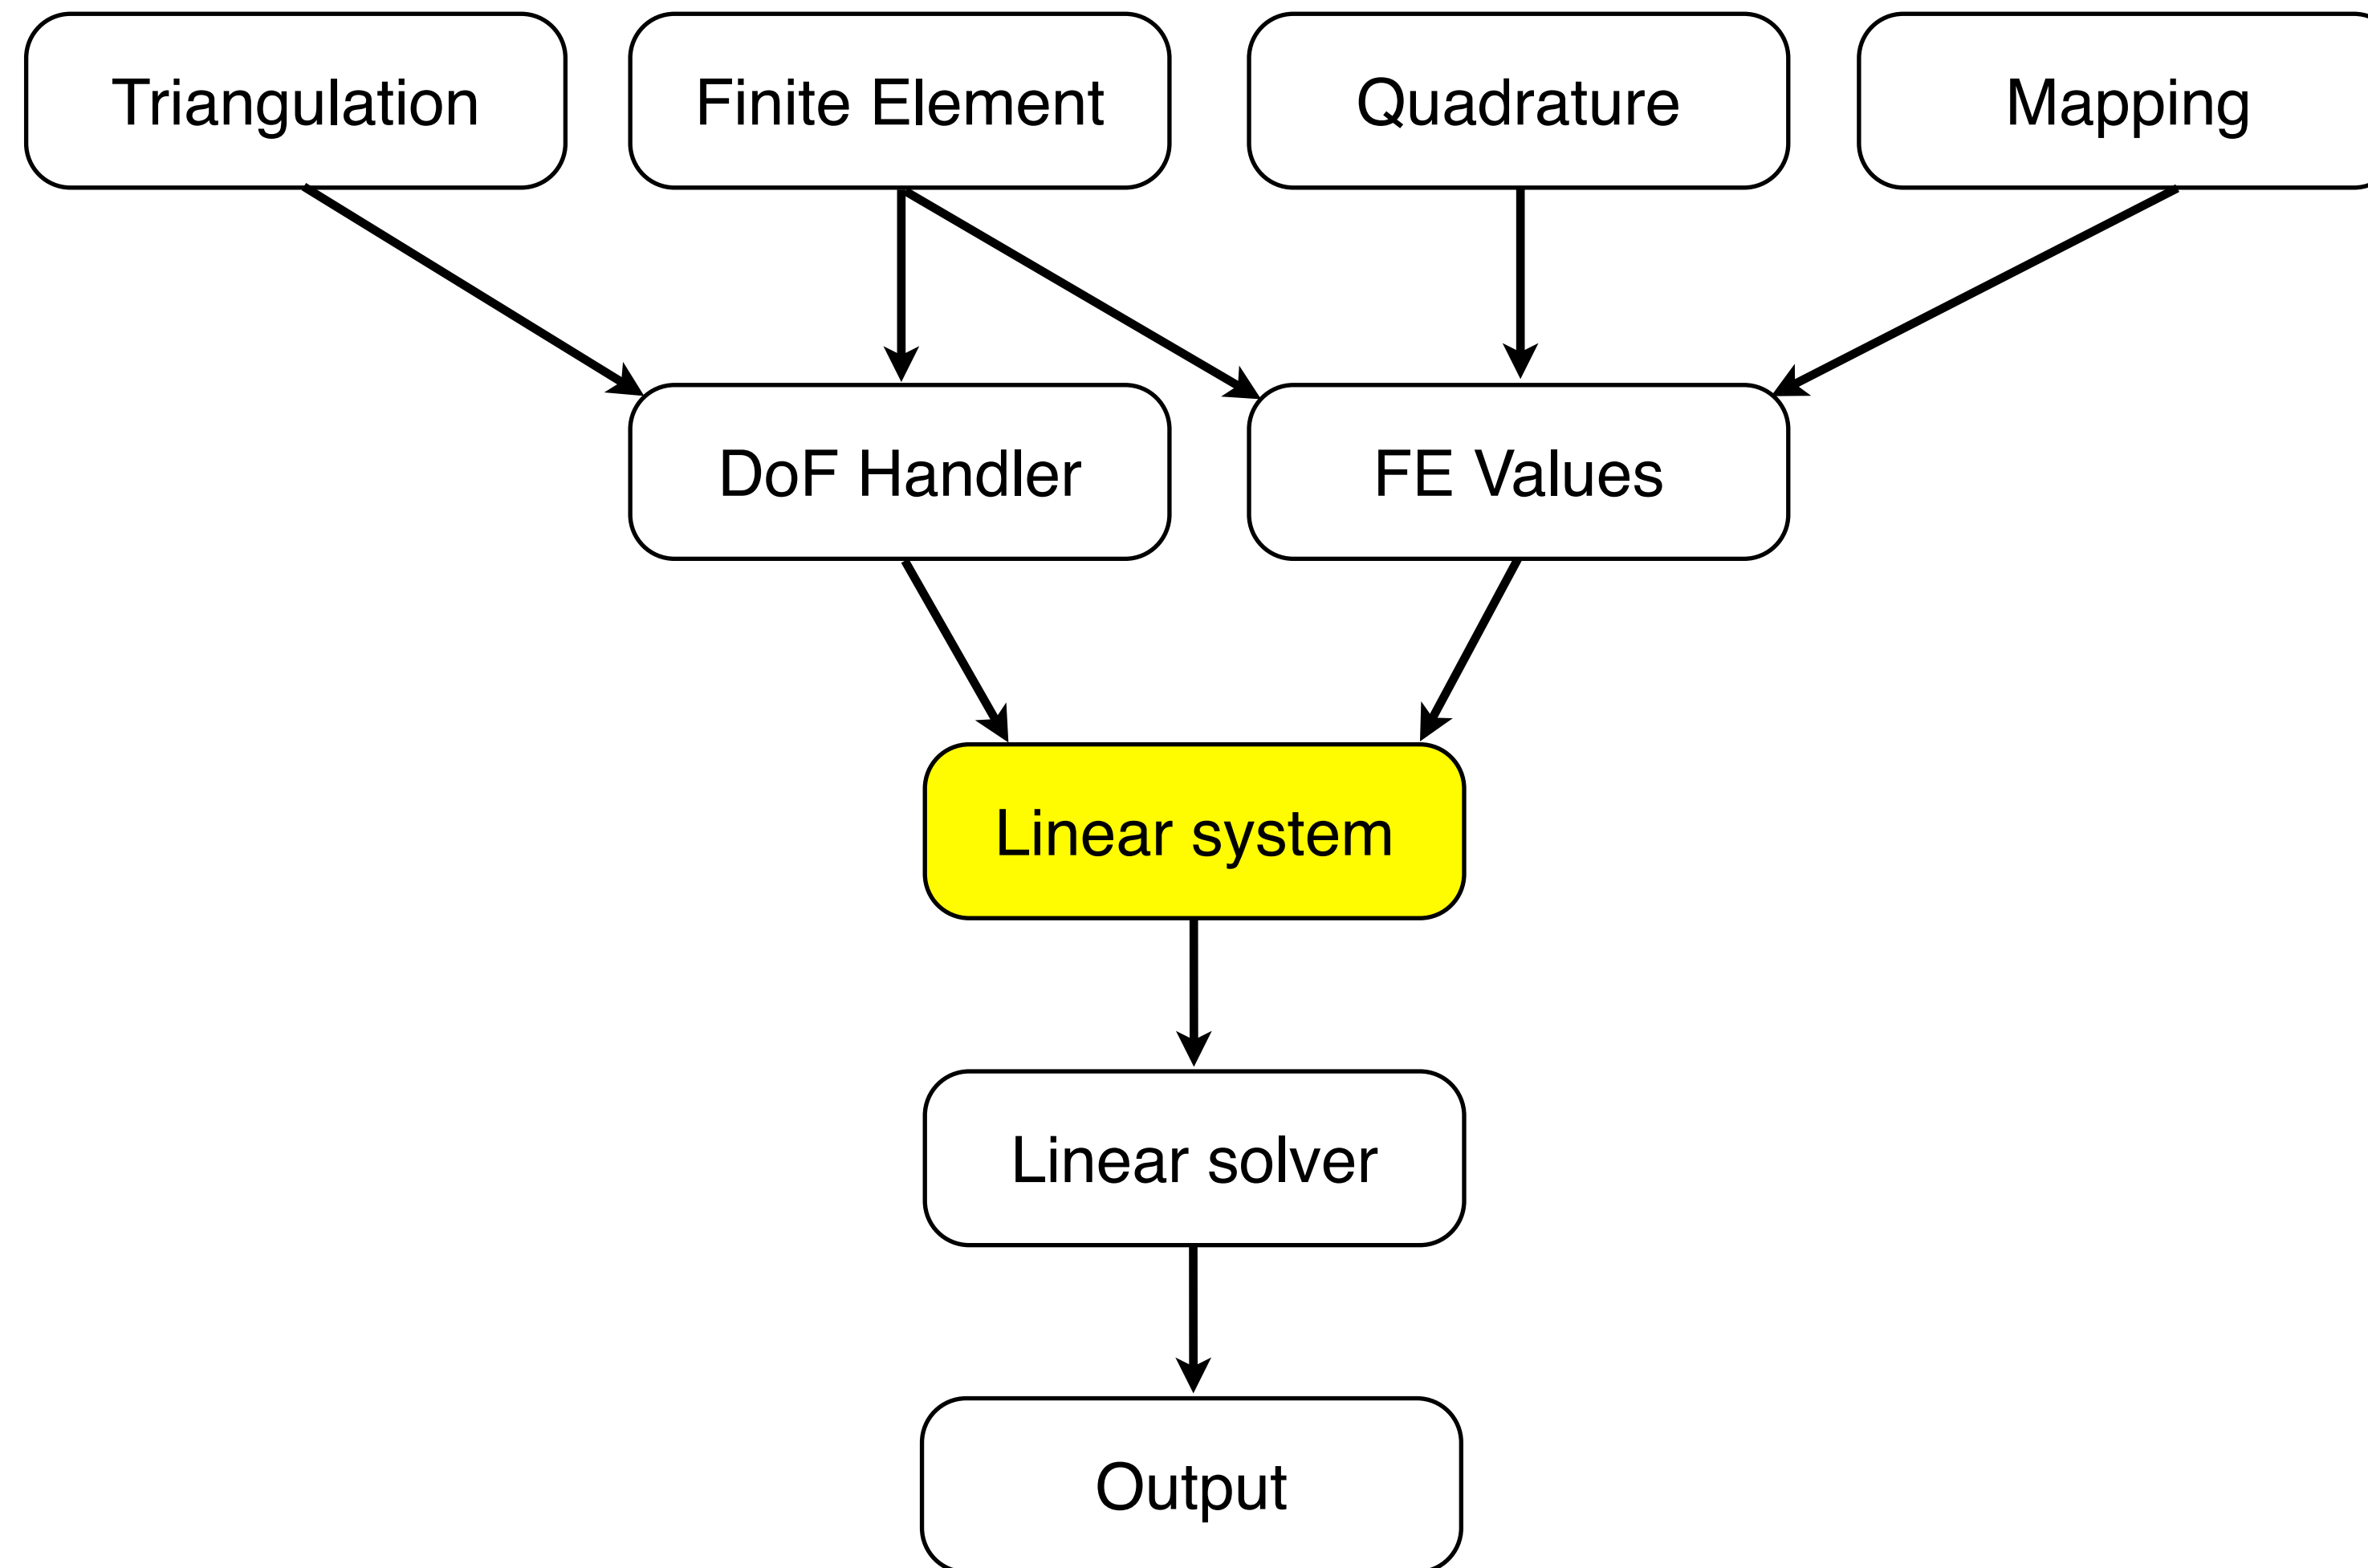 Triangulation
Finite Element
Quadrature
Mapping
DoF Handler
FE Values
Linear system
Linear solver
Output